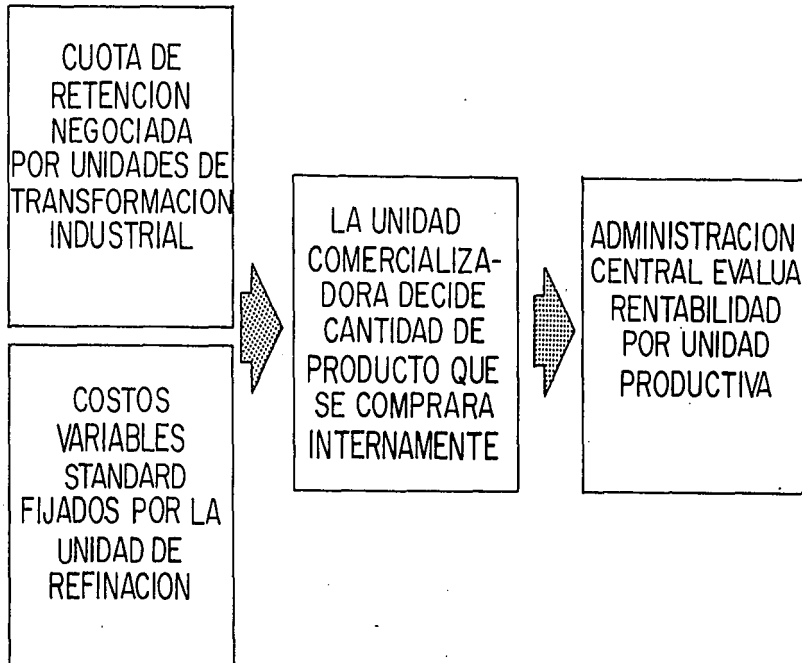 CUOTA DE
RETENCION
NEGOCIADA
POR UNIDADES DE
TRANSFORMACION
INDUSTRIAL
COSTOS
VARIABLES
STANDARD
FIJADOS POR LA
UNIDAD DE
REFINACION
LA UNIDAD
COMERCIALIZA-
DORA DECIDE
CANTIDAD DE
PRODUCTO QUE
SE COMPRARA
INTERNAMENTE
ADMINISTRACION
CENTRAL EVALUA
RENTABILIDAD
POR UNIDAD
PRODUCTIVA